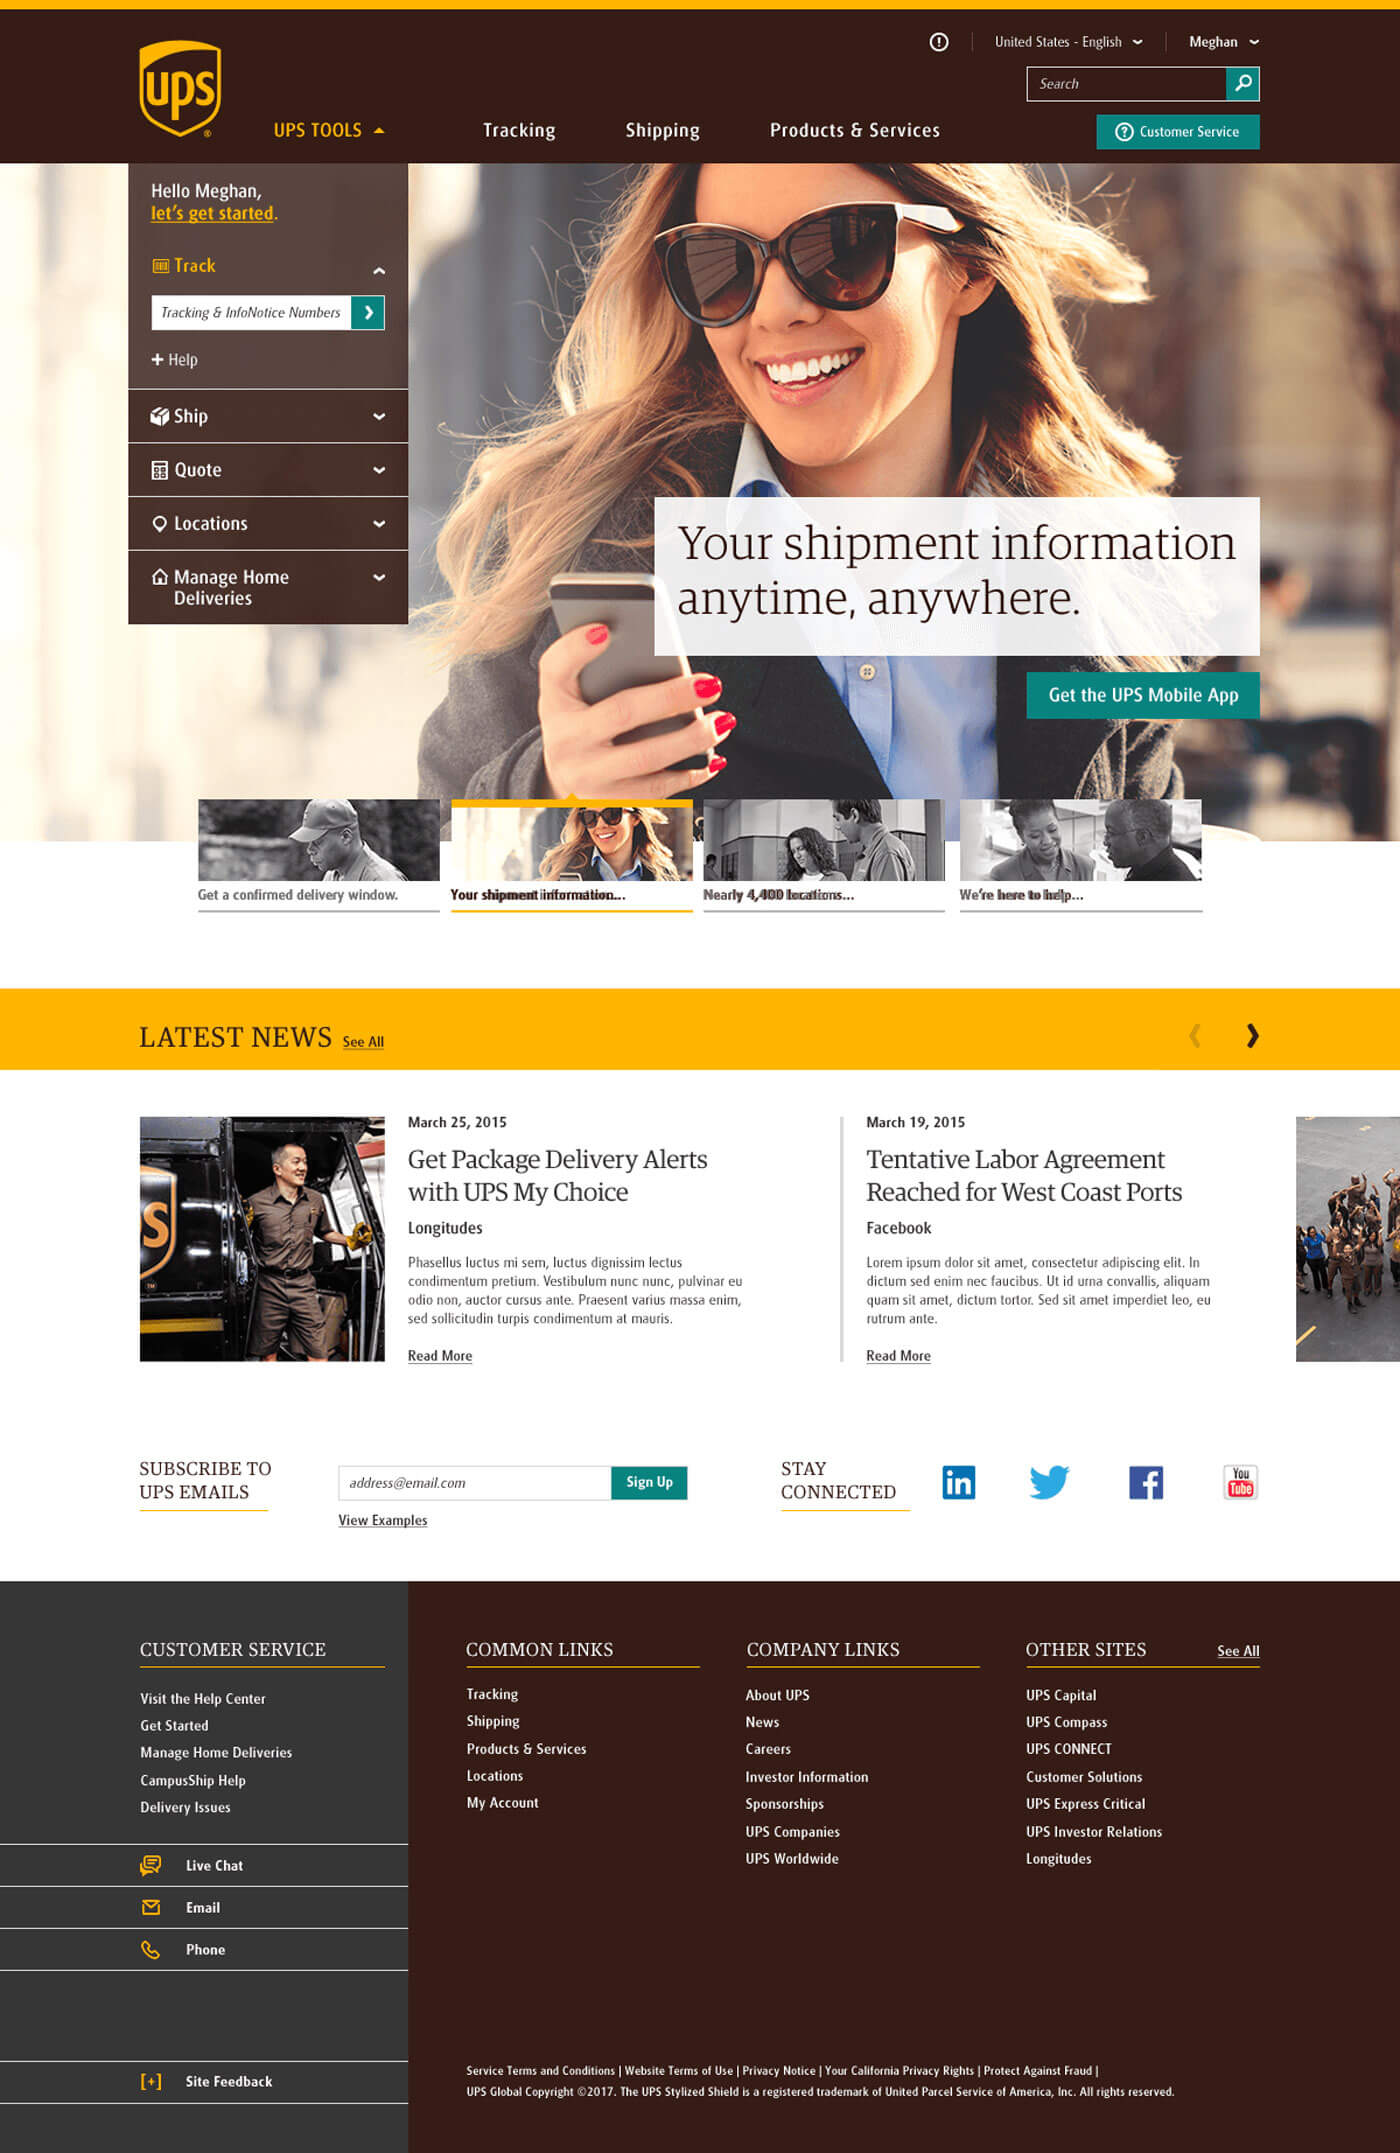 United States - English
Meghan
ups
®
Search
UPS TOOLS
Tracking
Shipping
Products & Services
Customer Service
Hello Meghan,
let's get started.
Track
Tracking & InfoNotice Numbers
Help
Ship
Quote
Locations
Manage Home
Deliveries
Your shipment information
anytime, anywhere.
Get the UPS Mobile App
Get a confirmed delivery window.
Your shipment information...
Nearly 4,400 locations...
We're here to help...
LATEST NEWS
See All
March 25, 2015
Get Package Delivery Alerts
with UPS My Choice
Longitudes
Phasellus luctus mi sem, luctus dignissim lectus
condimentum pretium. Vestibulum nunc nunc, pulvinar eu
odio non, auctor cursus ante. Praesent varius massa enim,
sed sollicitudin turpis condimentum at mauris.
Read More
March 19, 2015
Tentative Labor Agreement
Reached for West Coast Ports
Facebook
Lorem ipsum dolor sit amet, consectetur adipiscing elit. In
dictum sed enim nec faucibus. Ut id urna convallis, aliquam
quam sit amet, dictum tortor. Sed sit amet imperdiet leo, eu
rutrum ante.
Read More
SUBSCRIBE TO
UPS EMAILS
address@email.com
Sign Up
View Examples
STAY
CONNECTED
in
f
You
Tube
CUSTOMER SERVICE
Visit the Help Center
Get Started
Manage Home Deliveries
CampusShip Help
Delivery Issues
Live Chat
Email
Phone
Site Feedback
COMMON LINKS
Tracking
Shipping
Products & Services
Locations
My Account
COMPANY LINKS
About UPS
News
Careers
Investor Information
Sponsorships
UPS Companies
UPS Worldwide
OTHER SITES
See All
UPS Capital
UPS Compass
UPS CONNECT
Customer Solutions
UPS Express Critical
UPS Investor Relations
Longitudes
Service Terms and Conditions | Website Terms of Use | Privacy Notice | Your California Privacy Rights | Protect Against Fraud |
UPS Global Copyright ©2017. The UPS Stylized Shield is a registered trademark of United Parcel Service of America, Inc. All rights reserved.